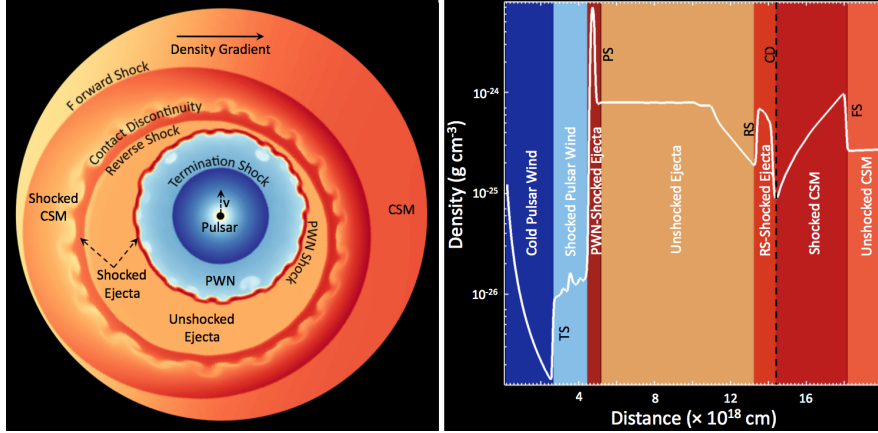 Density Gradient
Forward Shock
Contact Discontinuity
Reverse Shock
Termination Shock
Shocked
CSM
v
Pulsar
CSM
PWN Shock
Shocked
Ejecta
PWN
Unshocked
Ejecta
Density (g cm-3)
10-24
10-25
10-26
Cold Pulsar Wind
TS
Shocked Pulsar Wind
PWN-Shocked Ejecta
PS
Unshocked Ejecta
RS
RS-Shocked Ejecta
CD
Shocked CSM
FS
Unshocked CSM
4 8 12 16
Distance (× 1018 cm)